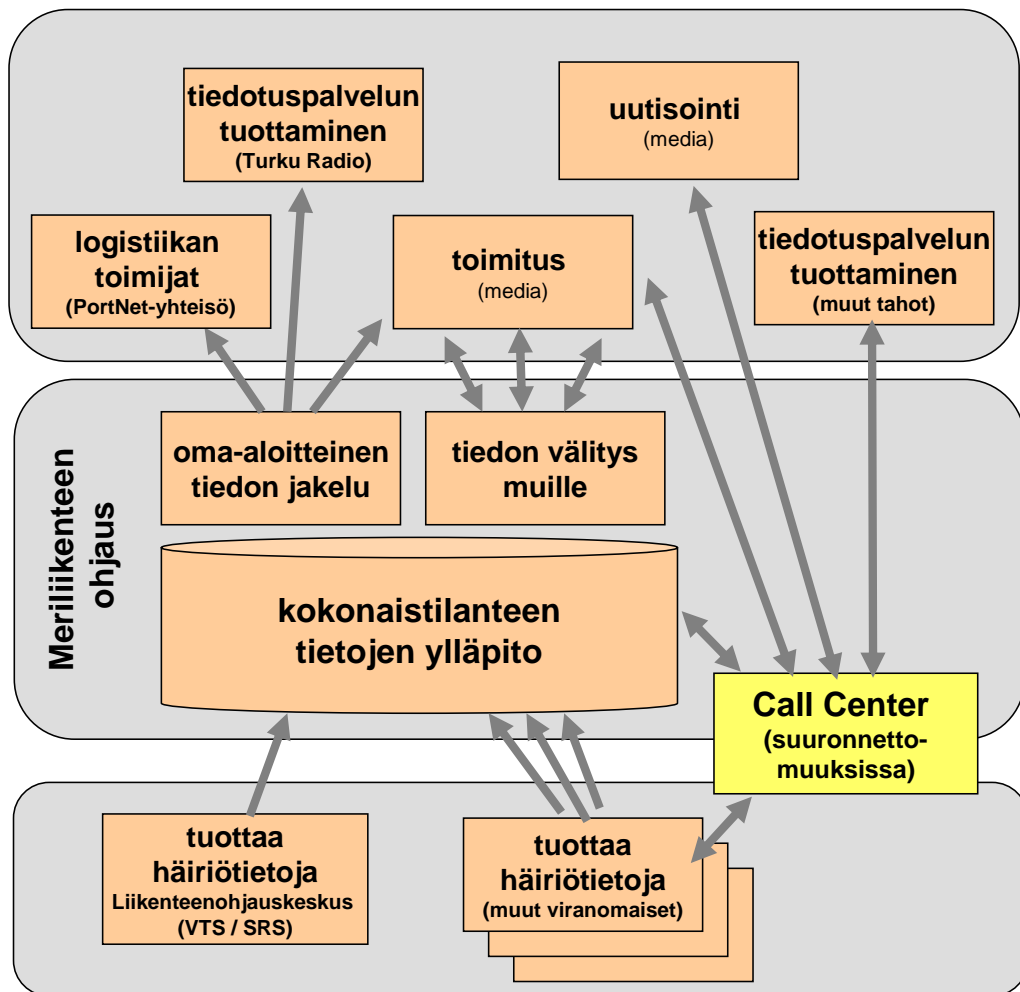 tiedotuspalvelun
tuottaminen
(Turku Radio)
uutisointi
(media)
logistiikan
toimijat
(PortNet-yhteisö)
toimitus
(media)
tiedotuspalvelun
tuottaminen
(muut tahot)
Meriliikenteen
ohjaus
oma-aloitteinen
tiedon jakelu
tiedon välitys
muille
kokonaistilanteen
tietojen ylläpito
Call Center
(suuronnetto-
muuksissa)
tuottaa
häiriötietoja
Liikenteenohjauskeskus
(VTS / SRS)
tuottaa
häiriötietoja
(muut viranomaiset)